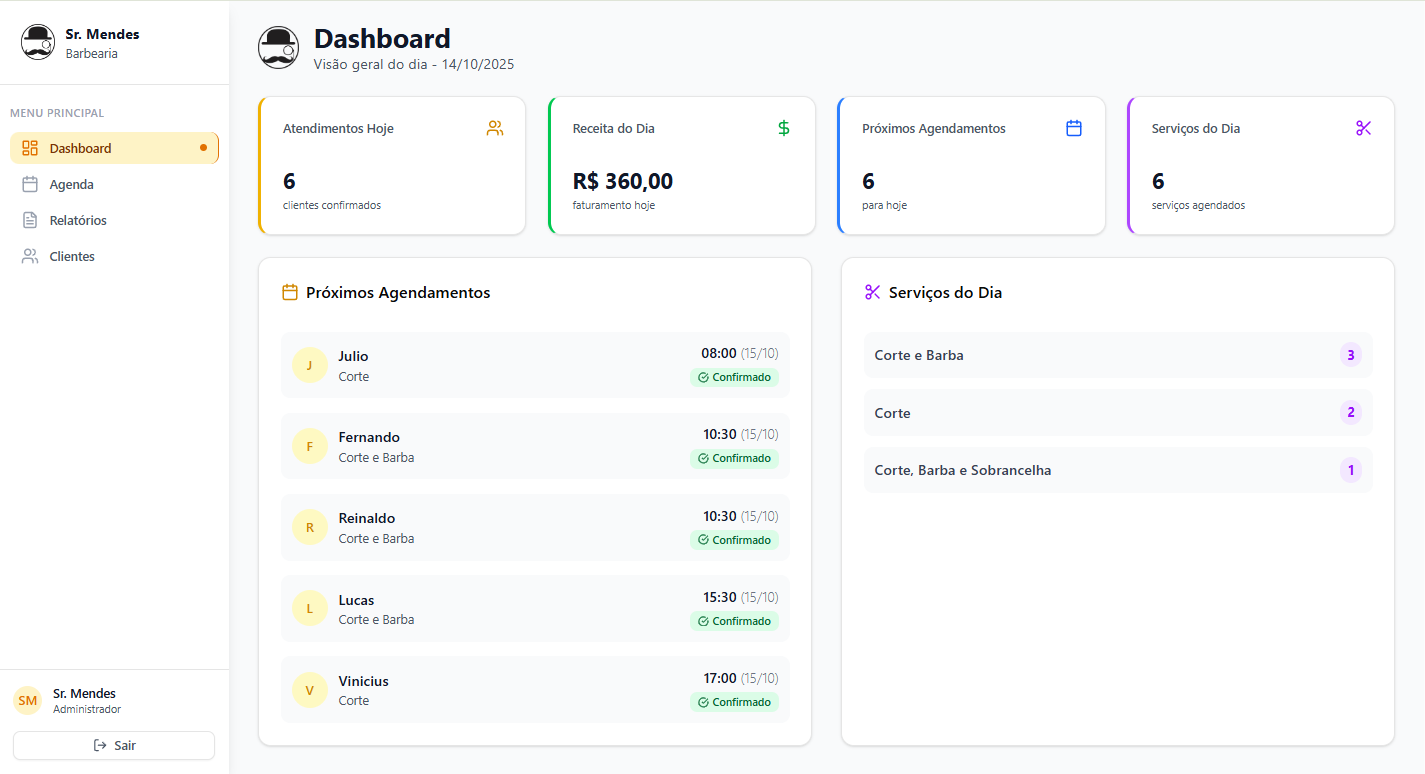 Sr. Mendes
Barbearia
MENU PRINCIPAL
Dashboard
Agenda
Relatórios
Clientes
SM
Sr. Mendes
Administrador
Sair
Dashboard
Visão geral do dia - 14/10/2025
Atendimentos Hoje
6
clientes confirmados
Receita do Dia
R$ 360,00
faturamento hoje
Próximos Agendamentos
6
para hoje
Serviços do Dia
6
serviços agendados
Próximos Agendamentos
J
Julio
Corte
08:00 (15/10)
Confirmado
F
Fernando
Corte e Barba
10:30 (15/10)
Confirmado
R
Reinaldo
Corte e Barba
10:30 (15/10)
Confirmado
L
Lucas
Corte e Barba
15:30 (15/10)
Confirmado
V
Vinicius
Corte
17:00 (15/10)
Confirmado
Serviços do Dia
Corte e Barba 3
Corte 2
Corte, Barba e Sobrancelha 1